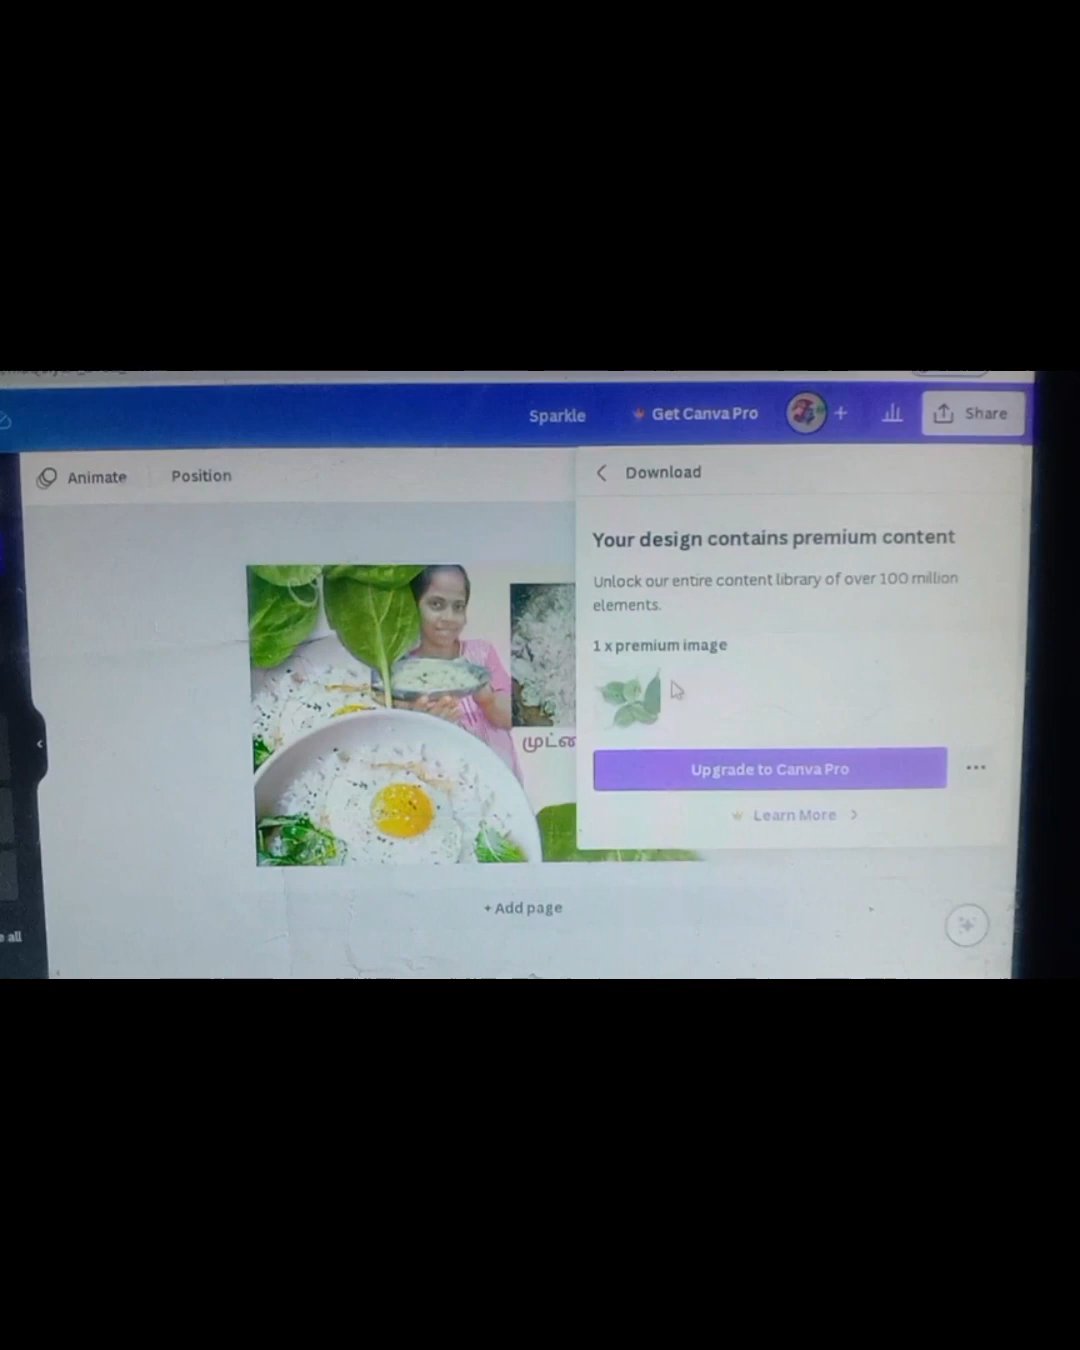 Sparkle
Get Canva Pro
Share
Animate
Position
Download
Your design contains premium content
Unlock our entire content library of over 100 million
elements.
1 x premium image
Upgrade to Canva Pro
Learn More
+ Add page
all